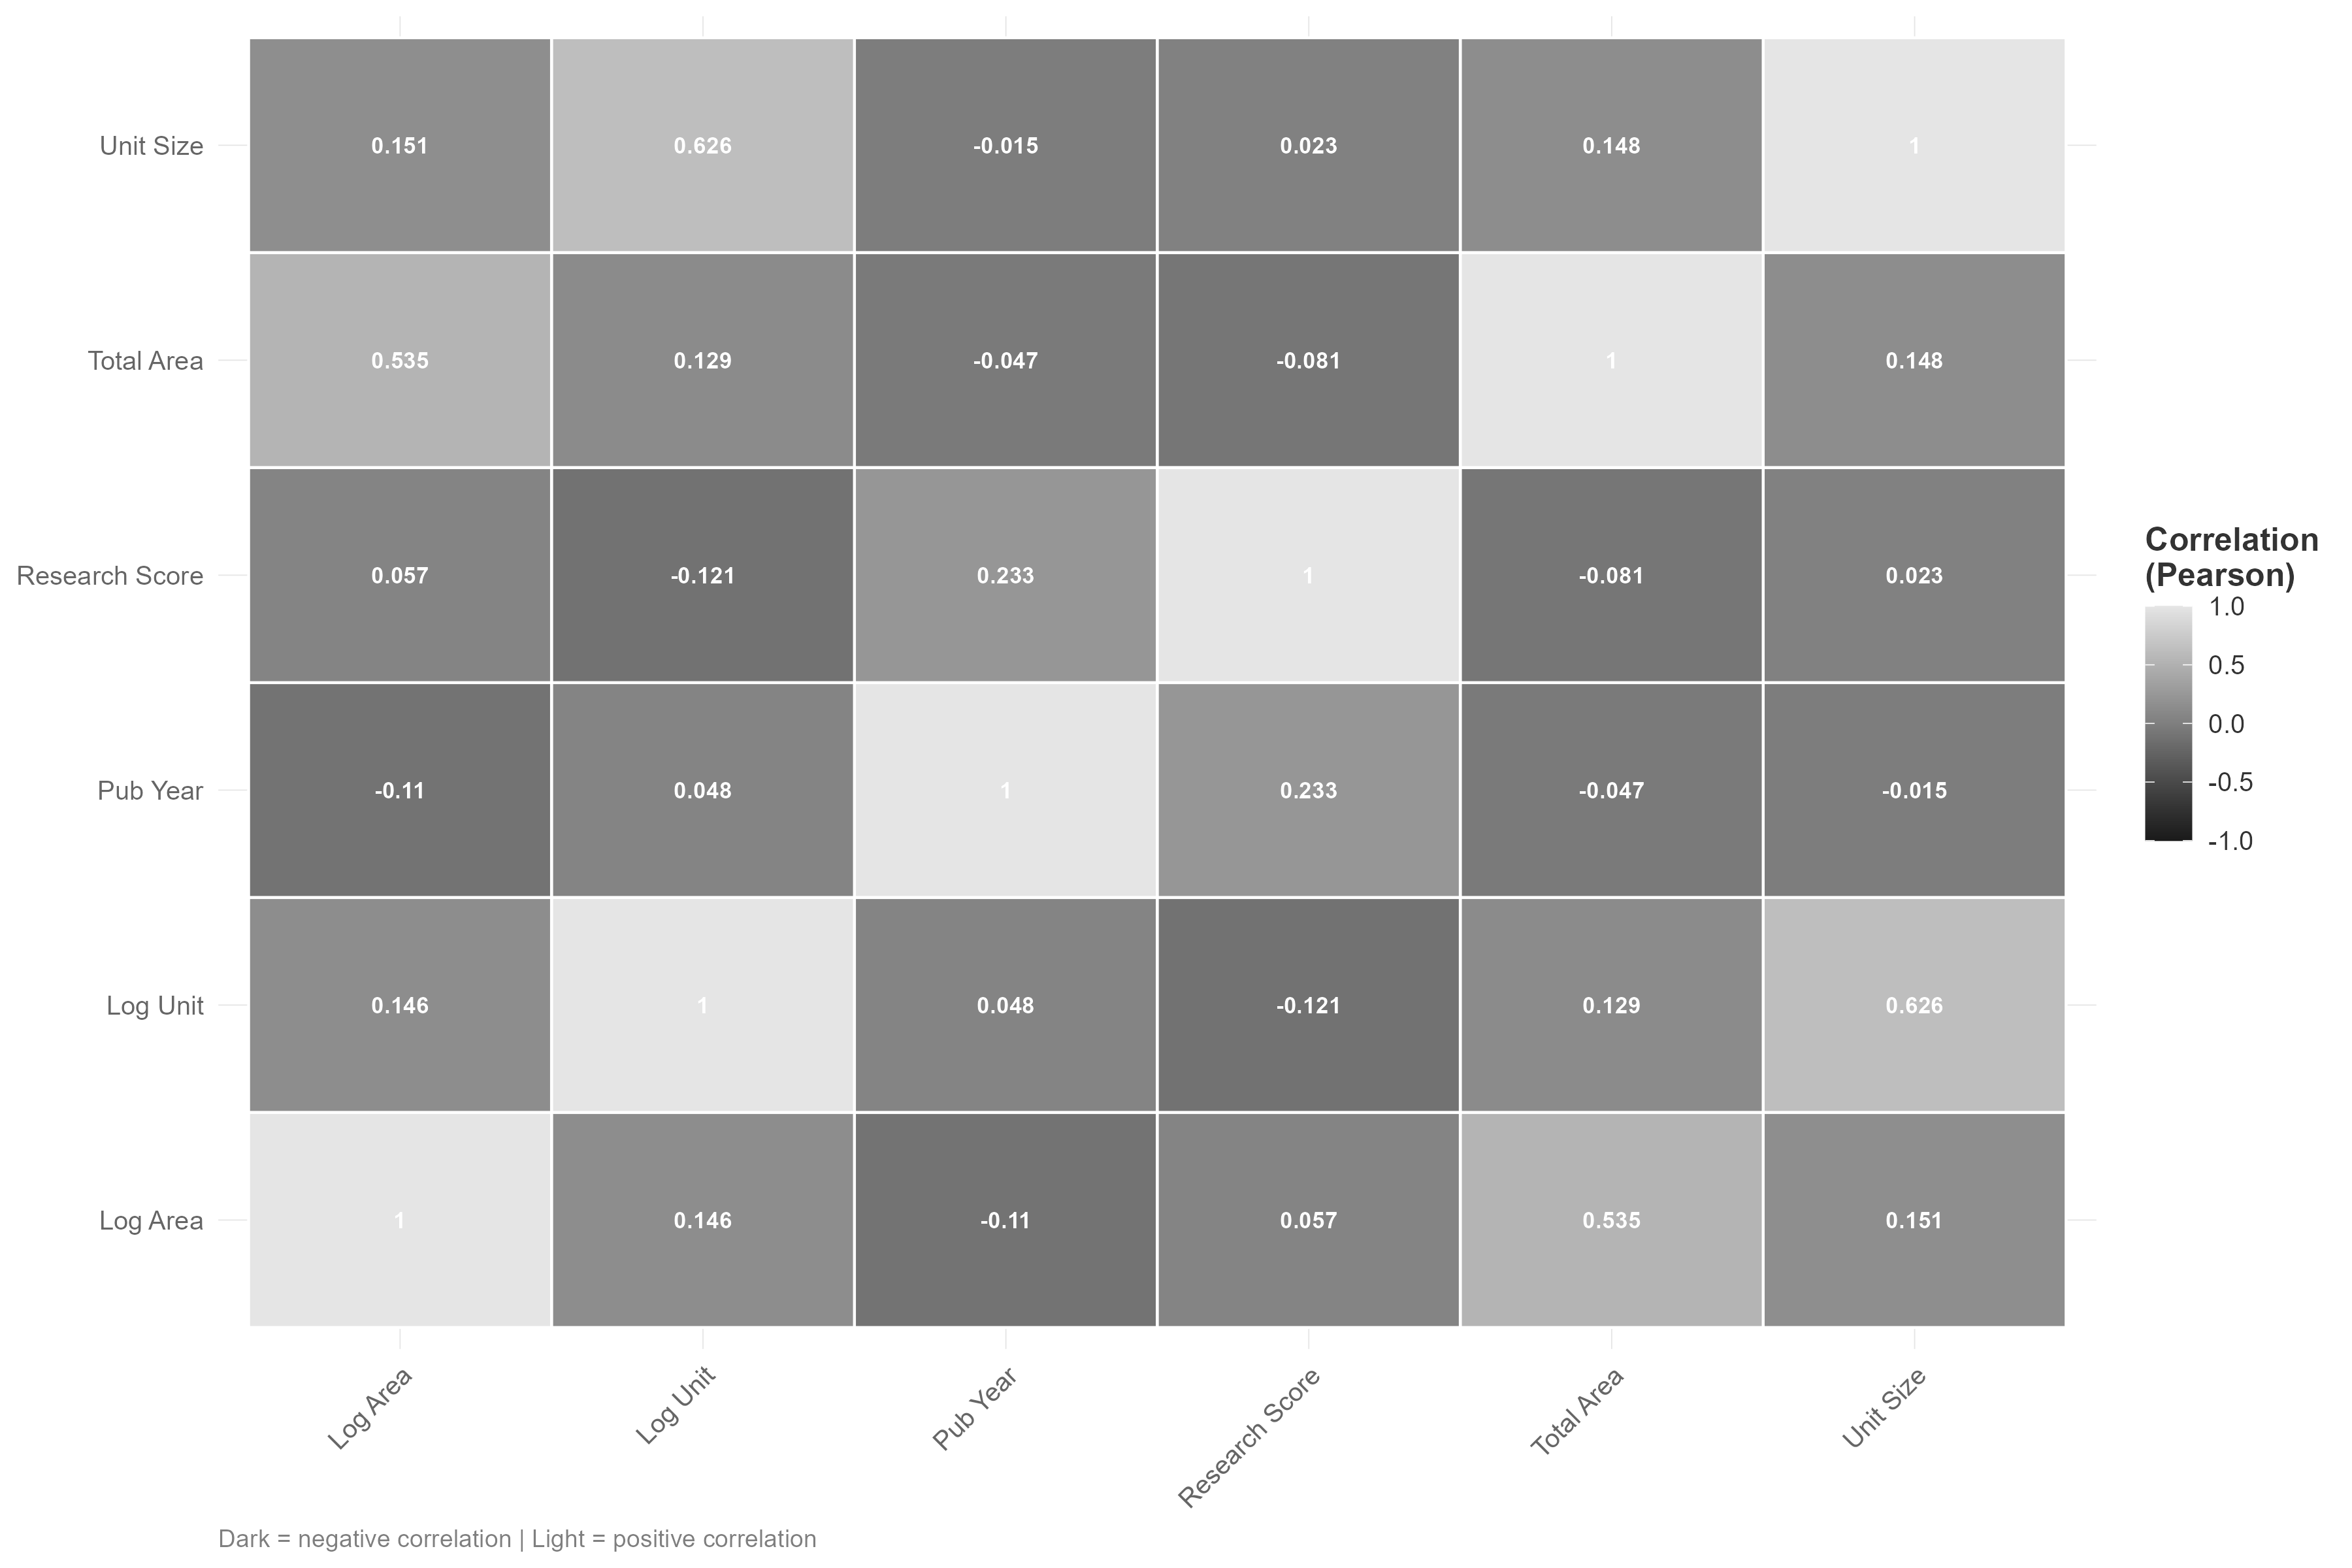 Unit Size 0.151 0.626 -0.015 0.023 0.148 1
Total Area 0.535 0.129 -0.047 -0.081 1 0.148
Research Score 0.057 -0.121 0.233 1 -0.081 0.023
Pub Year -0.11 0.048 1 0.233 -0.047 -0.015
Log Unit 0.146 1 0.048 -0.121 0.129 0.626
Log Area 1 0.146 -0.11 0.057 0.535 0.151
Log Area Log Unit Pub Year Research Score Total Area Unit Size
Correlation
(Pearson)
1.0
0.5
0.0
-0.5
-1.0
Dark = negative correlation | Light = positive correlation